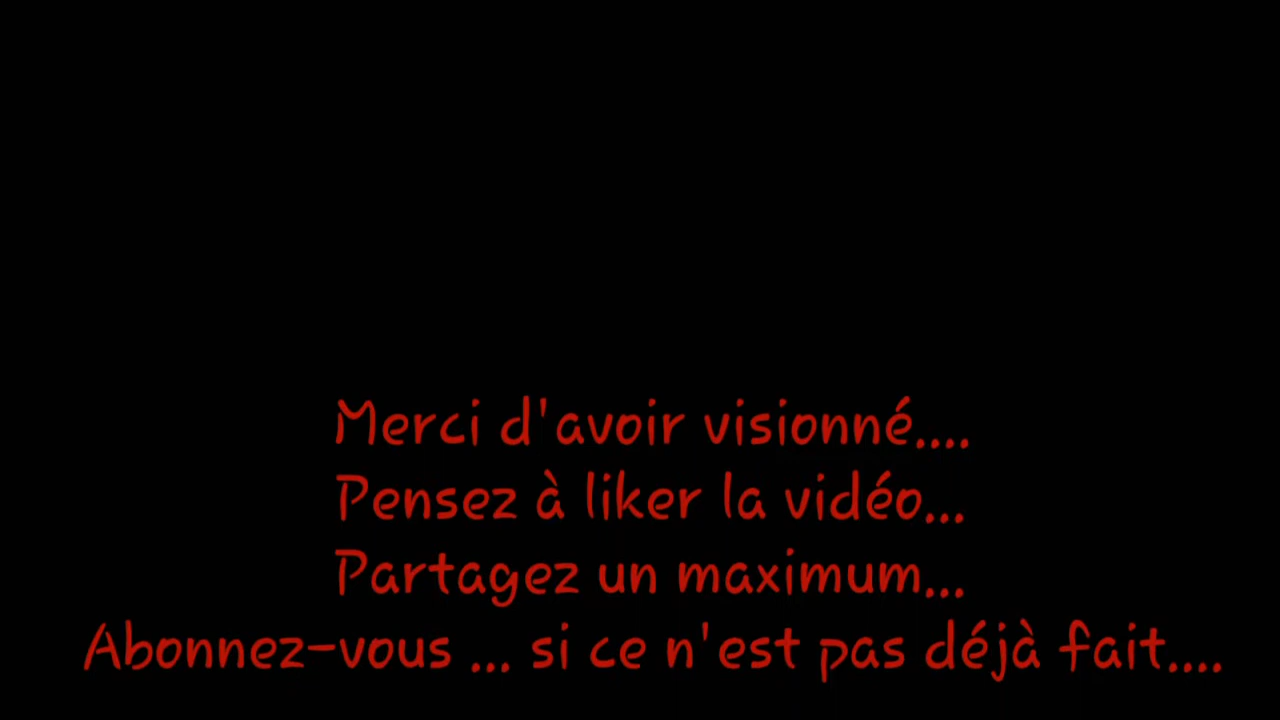 Merci d'avoir visionné....
Pensez à liker la vidéo...
Partagez un maximum...
Abonnez-vous ... si ce n'est pas déjà fait....